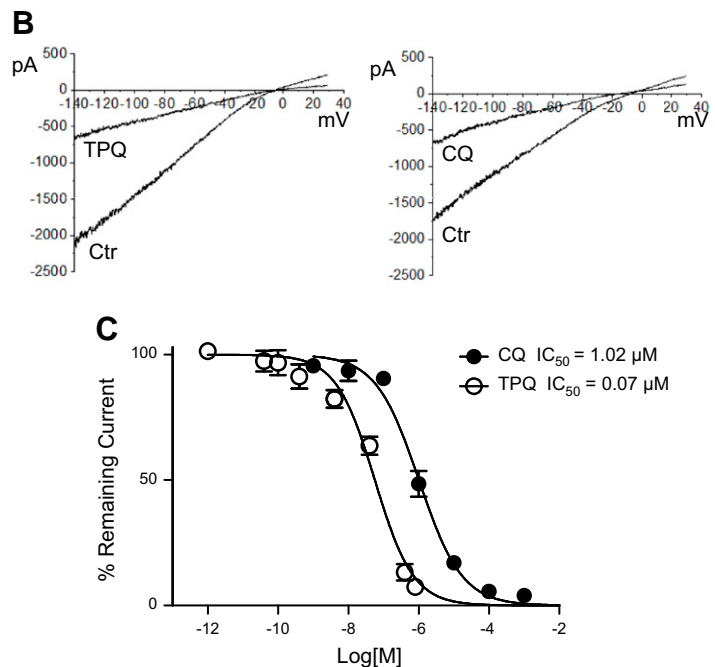 B
500
pA
0
-140 -120 -100 -80 -60 -40 -20 0 20 40
mV
-500
TPQ
-1000
-1500
-2000
Ctr
-2500
500
pA
0
-140 -120 -100 -80 -60 -40 -20 0 20 40
mV
-500
CQ
-1000
-1500
Ctr
-2000
-2500
C
100
CQ IC50 = 1.02 µM
TPQ IC50 = 0.07 µM
50
% Remaining Current
0
-12 -10 -8 -6 -4 -2
Log[M]